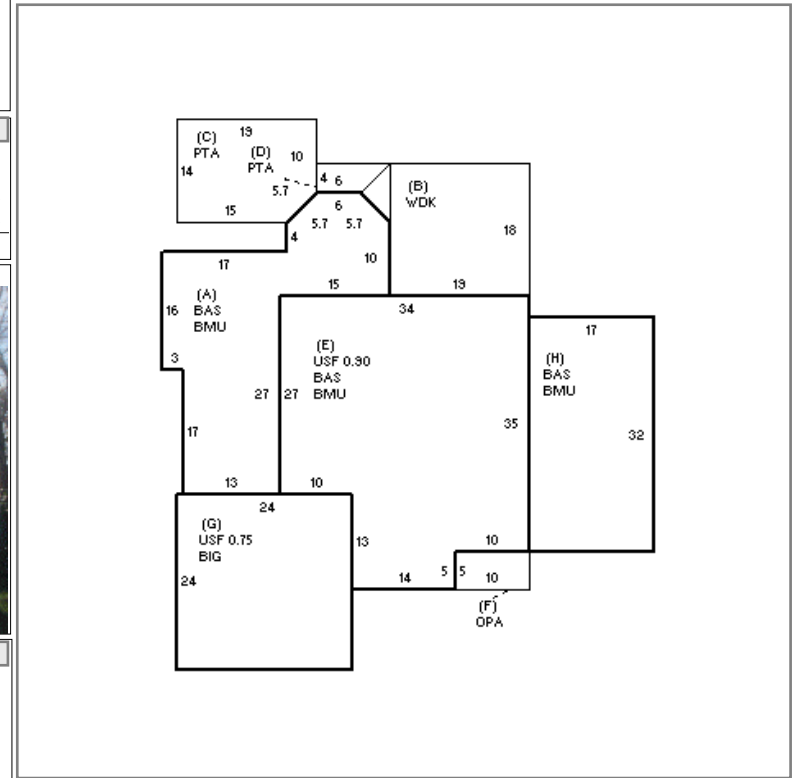 (C)
PTA
19
(D)
PTA
10
14
5.7
15
4 6
6
5.7 5.7
4
(B)
WDK
18
10
17
15
19
(A)
BAS
BMU
16
34
17
3
(E)
USF 0.90
BAS
BMU
(H)
BAS
BMU
27 27
35
32
17
13
10
24
(G)
USF 0.75
BIG
13
10
24
14
5 5
10
(F)
OPA